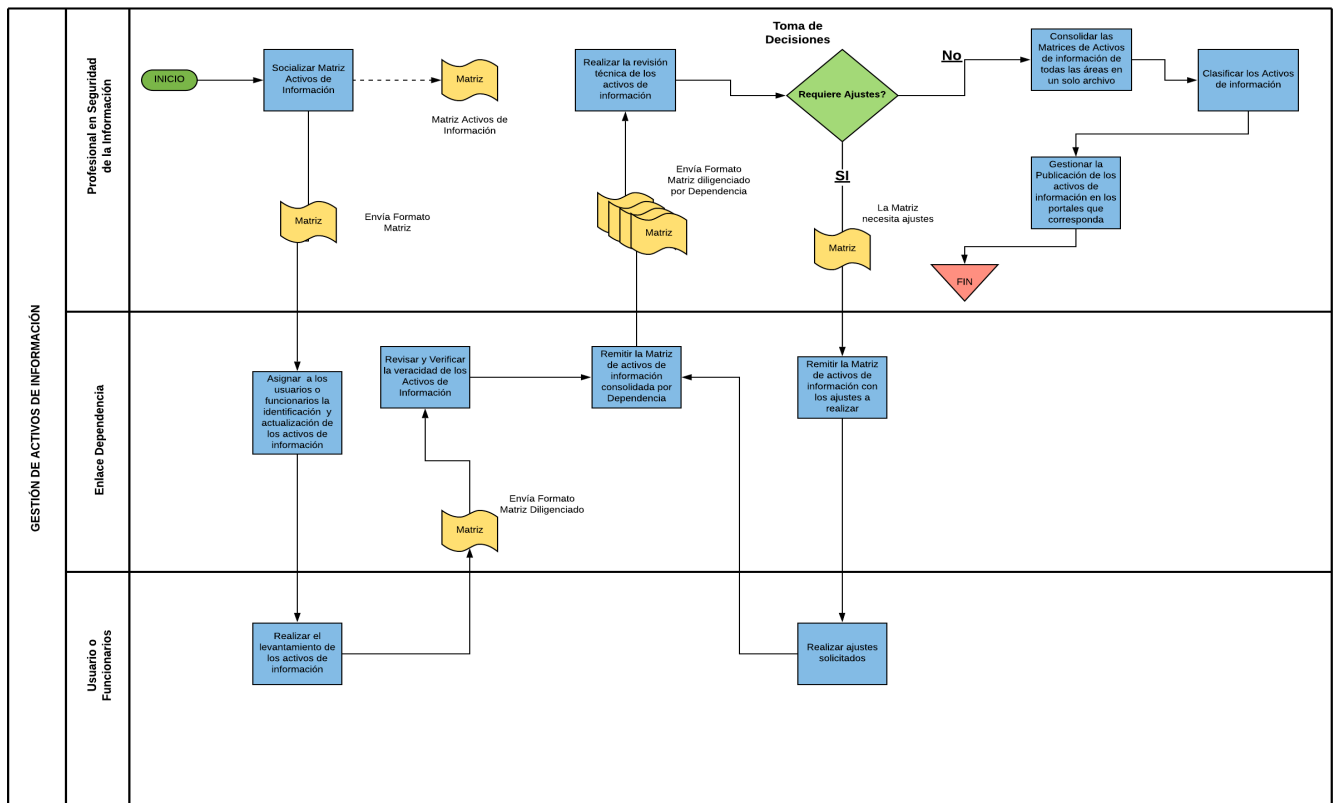 GESTIÓN DE ACTIVOS DE INFORMACIÓN
Profesional en Seguridad
de la Información
INICIO
Socializar Matriz
Activos de
Información
Matriz
Matriz Activos de
Información
Matriz
Envía Formato
Matriz
Realizar la revisión
técnica de los
activos de
información
Envía Formato
Matriz diligenciado
por Dependencia
Matriz
Toma de
Decisiones
Requiere Ajustes?
No
SI
La Matriz
necesita ajustes
Matriz
Consolidar las
Matrices de Activos
de información de
todas las áreas en
un solo archivo
Clasificar los Activos
de información
Gestionar la
Publicación de los
activos de
información en los
portales que
corresponda
FIN
Enlace Dependencia
Asignar a los
usuarios o
funcionarios la
identificación y
actualización de
los activos de
información
Revisar y Verificar
la veracidad de los
Activos de
Información
Envía Formato
Matriz Diligenciado
Matriz
Remitir la Matriz
de activos de
información
consolidada por
Dependencia
Remitir la Matriz
de activos de
información con
los ajustes a
realizar
Usuario o
Funcionarios
Realizar el
levantamiento de
los activos de
información
Realizar ajustes
solicitados